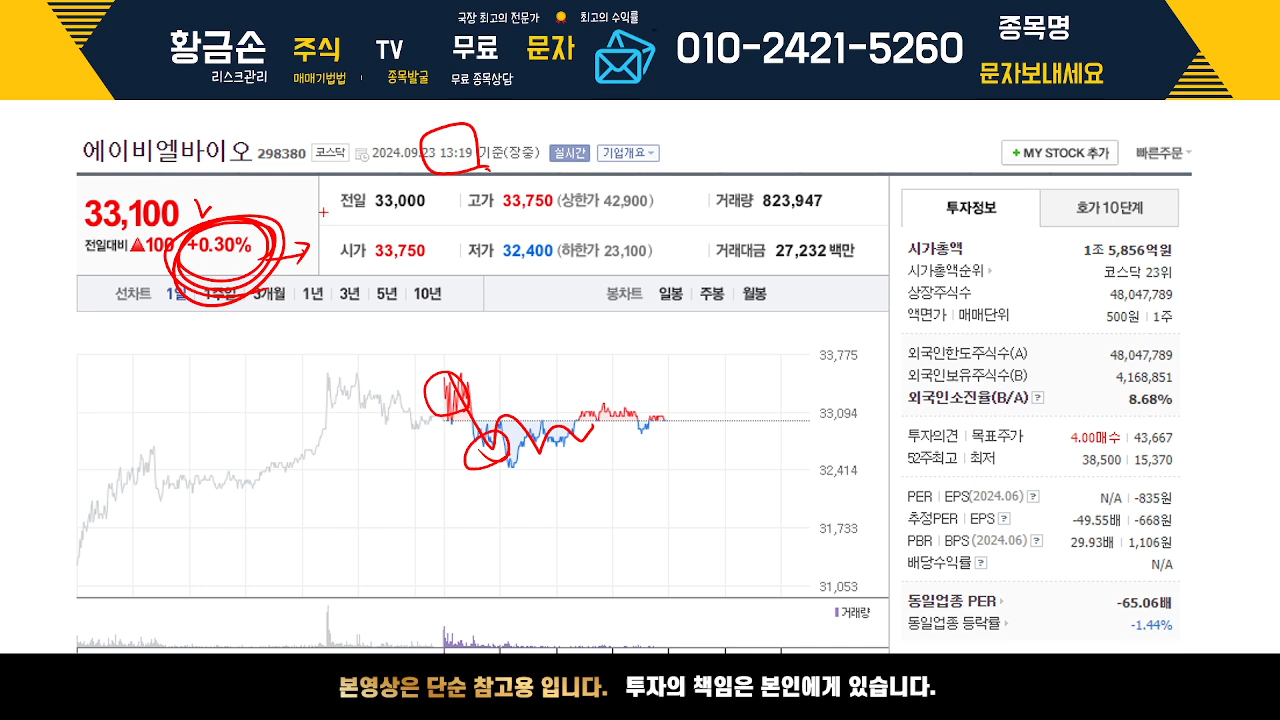 국장 최고의 전문가 최고의 수익률
황금손 주식 TV 무료 문자 010-2421-5260 종목명
리스크관리 매매기법법 종목발굴 무료 종목상담 문자보내세요
에이비엘바이오 298380 코스닥 2024.09.23 13:19 기준(장중) 실시간 기업개요
+ MY STOCK 추가 빠른주문
33,100
전일대비 ▲100 +0.30%
전일 33,000 고가 33,750 (상한가 42,900) 거래량 823,947
시가 33,750 저가 32,400 (하한가 23,100) 거래대금 27,232 백만
선차트 1일 1주일 3개월 1년 3년 5년 10년 봉차트 일봉 주봉 월봉
33,775
33,094
32,414
31,733
31,053
거래량
투자정보 호가 10단계
시가총액 1조 5,856억원
시가총액순위 코스닥 23위
상장주식수 48,047,789
액면가 매매단위 500원 1주
외국인한도주식수(A) 48,047,789
외국인보유주식수(B) 4,168,851
외국인소진율(B/A) ? 8.68%
투자의견 목표주가 4.00매수 43,667
52주최고 최저 38,500 15,370
PER EPS(2024.06) ? N/A -835원
추정PER EPS ? -49.55배 -668원
PBR BPS (2024.06) ? 29.93배 1,106원
배당수익률 ? N/A
동일업종 PER -65.06배
동일업종 등락률 -1.44%
본영상은 단순 참고용 입니다. 투자의 책임은 본인에게 있습니다.